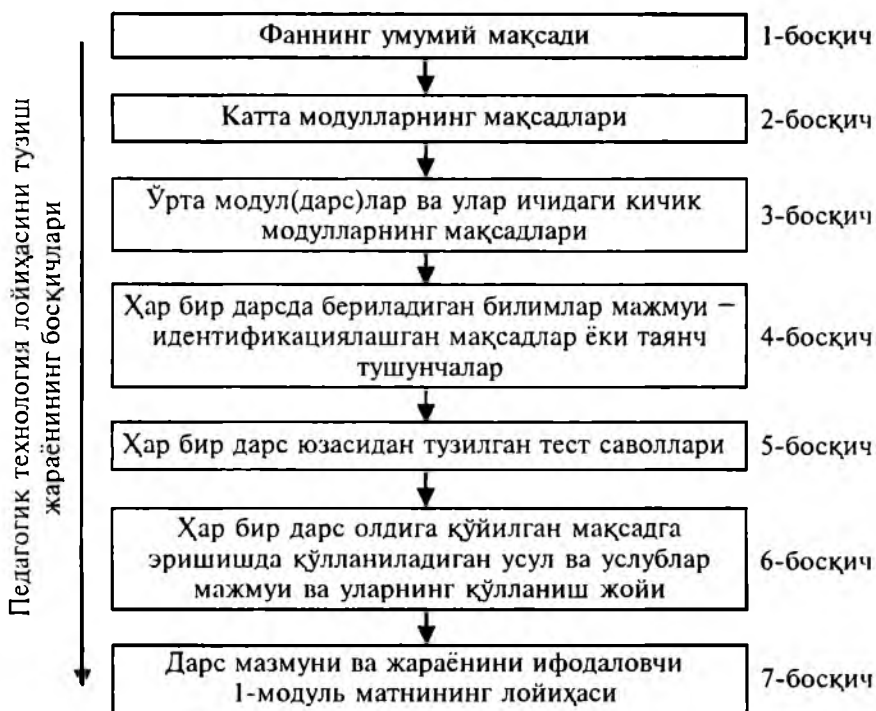 Педагогик технология лойиҳасини тузиш
жараёнининг босқичлари
Фаннинг умумий мақсади
1-босқич
Катта модулларнинг мақсадлари
2-босқич
Ўрта модул(дарс)лар ва улар ичидаги кичик
модулларнинг мақсадлари
3-босқич
Ҳар бир дарсда бериладиган билимлар мажмуи −
идентификациялашган мақсадлар ёки таянч
тушунчалар
4-босқич
Ҳар бир дарс юзасидан тузилган тест саволлари
5-босқич
Ҳар бир дарс олдига қўйилган мақсадга
эришишда қўлланиладиган усул ва услублар
мажмуи ва уларнинг қўлланиш жойи
6-босқич
Дарс мазмуни ва жараёнини ифодаловчи
1-модуль матнининг лойиҳаси
7-босқич